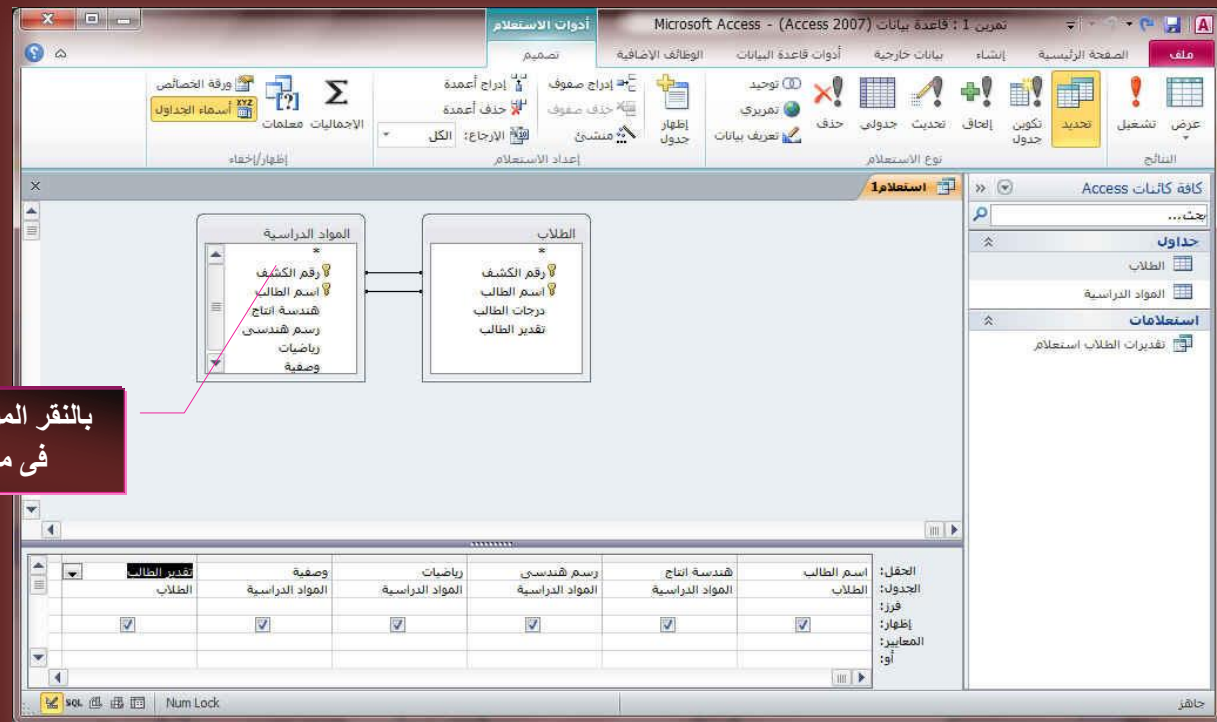 تمرين 1 : قاعدة بيانات (Access 2007) - Microsoft Access
أدوات الاستعلام
ملف الصفحة الرئيسية إنشاء بيانات خارجية أدوات قاعدة البيانات الوظائف الإضافية تصميم
عرض
تشغيل
النتائج
تحديد
تكوين جدول
إلحاق
تحديث
جدولي
حذف
توحيد
تمريري
تعريف بيانات
نوع الاستعلام
إظهار جدول
إدراج صفوف
حذف صفوف
منشئ
إدراج أعمدة
حذف أعمدة
الإرجاع: الكل
إعداد الاستعلام
الإجماليات
معلمات
ورقة الخصائص
أسماء الجداول
إظهار/إخفاء
كافة كائنات Access
بحث...
جداول
الطلاب
المواد الدراسية
استعلامات
تقديرات الطلاب استعلام
استعلام1
الطلاب
*
رقم الكشف
اسم الطالب
درجات الطالب
تقدير الطالب
المواد الدراسية
*
رقم الكشف
اسم الطالب
هندسة انتاج
رسم هندسى
رياضيات
وصفية
بالنقر
فى
الحقل: اسم الطالب هندسة انتاج رسم هندسى رياضيات وصفية تقدير الطالب
الجدول: الطلاب المواد الدراسية المواد الدراسية المواد الدراسية المواد الدراسية الطلاب
فرز:
إظهار:
المعايير:
أو:
جاهز
Num Lock
SQL